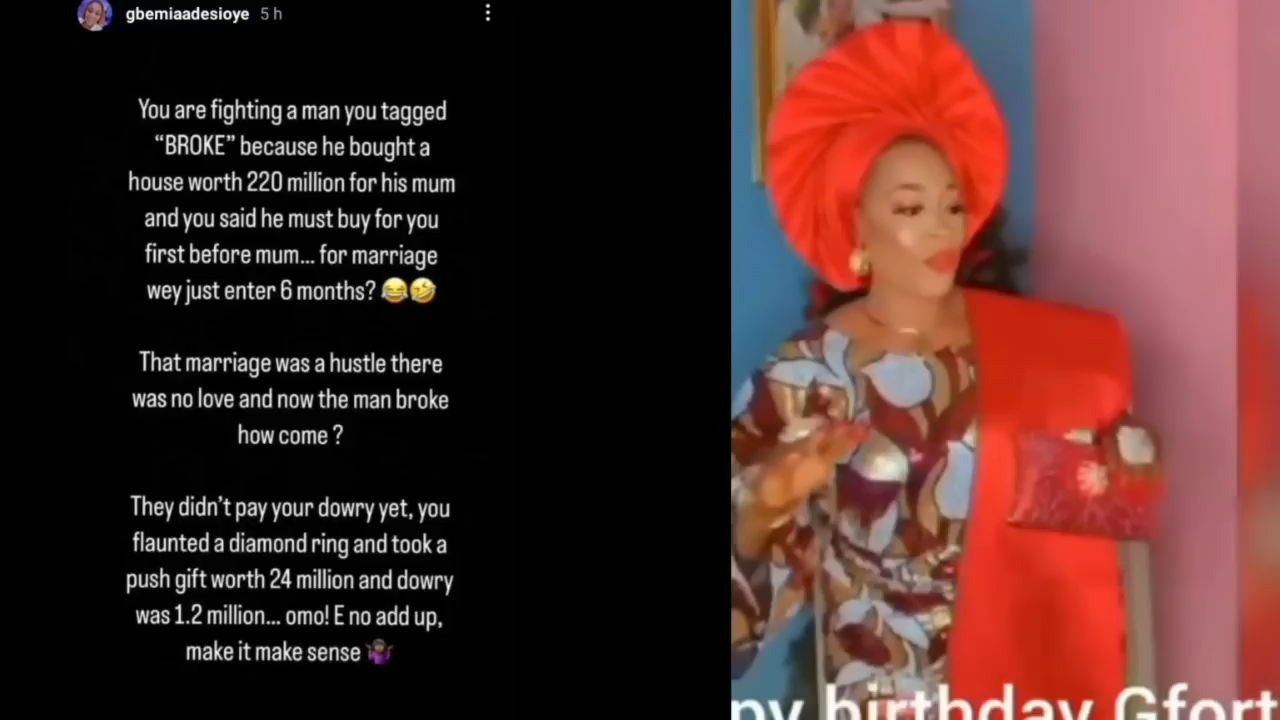 gbemiaadesioye 5 h
You are fighting a man you tagged
“BROKE” because he bought a
house worth 220 million for his mum
and you said he must buy for you
first before mum... for marriage
wey just enter 6 months? 😂🤣
That marriage was a hustle there
was no love and now the man broke
how come ?
They didn’t pay your dowry yet, you
flaunted a diamond ring and took a
push gift worth 24 million and dowry
was 1.2 million... omo! E no add up,
make it make sense 🤷🏾‍♀️
py birthday Gfort